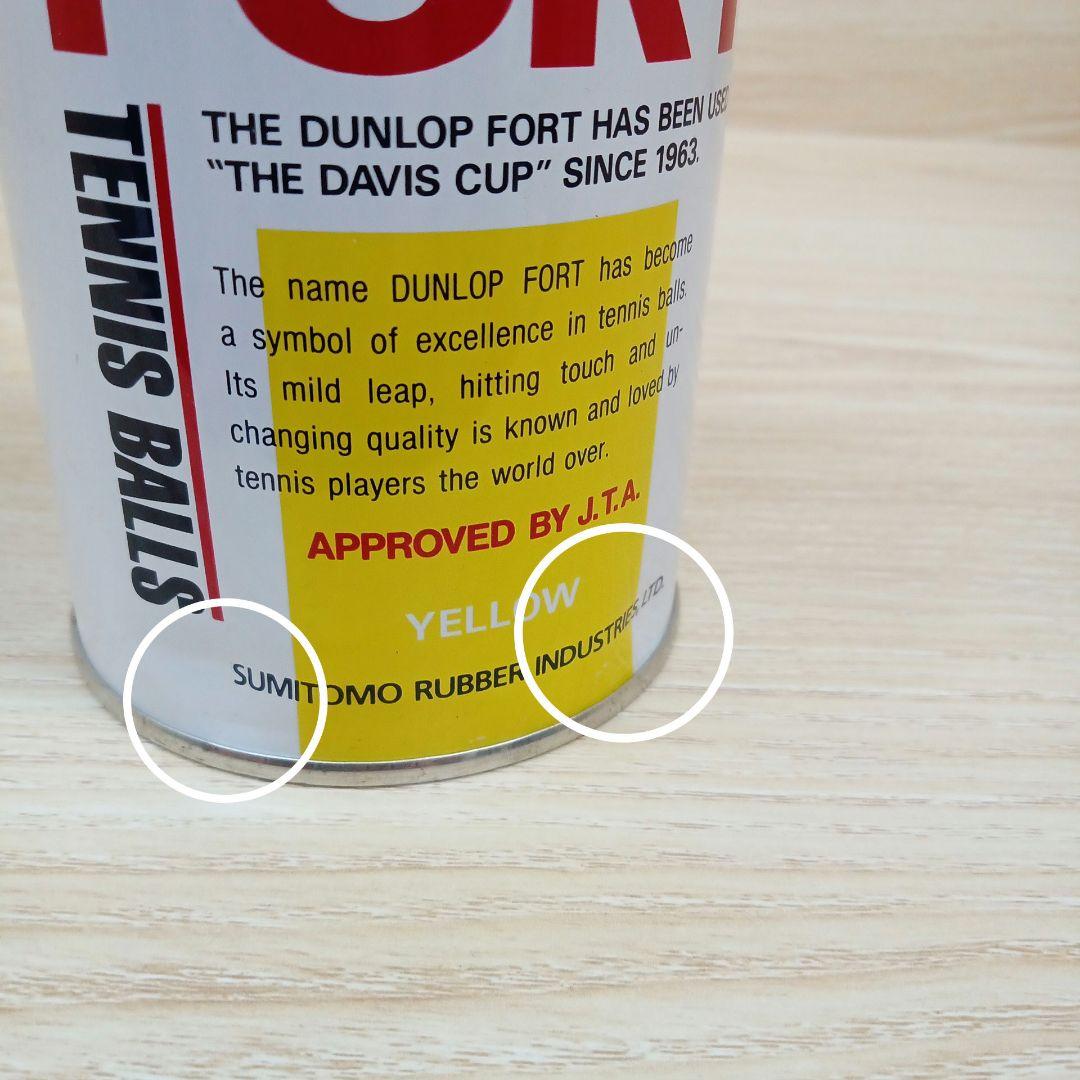 FORT
TENNIS BALLS
THE DUNLOP FORT HAS BEEN USED
"THE DAVIS CUP" SINCE 1963.
The name DUNLOP FORT has become
a symbol of excellence in tennis balls.
Its mild leap, hitting touch and un-
changing quality is known and loved by
tennis players the world over.
APPROVED BY J.T.A.
YELLOW
SUMITOMO RUBBER INDUSTRIES, LTD.